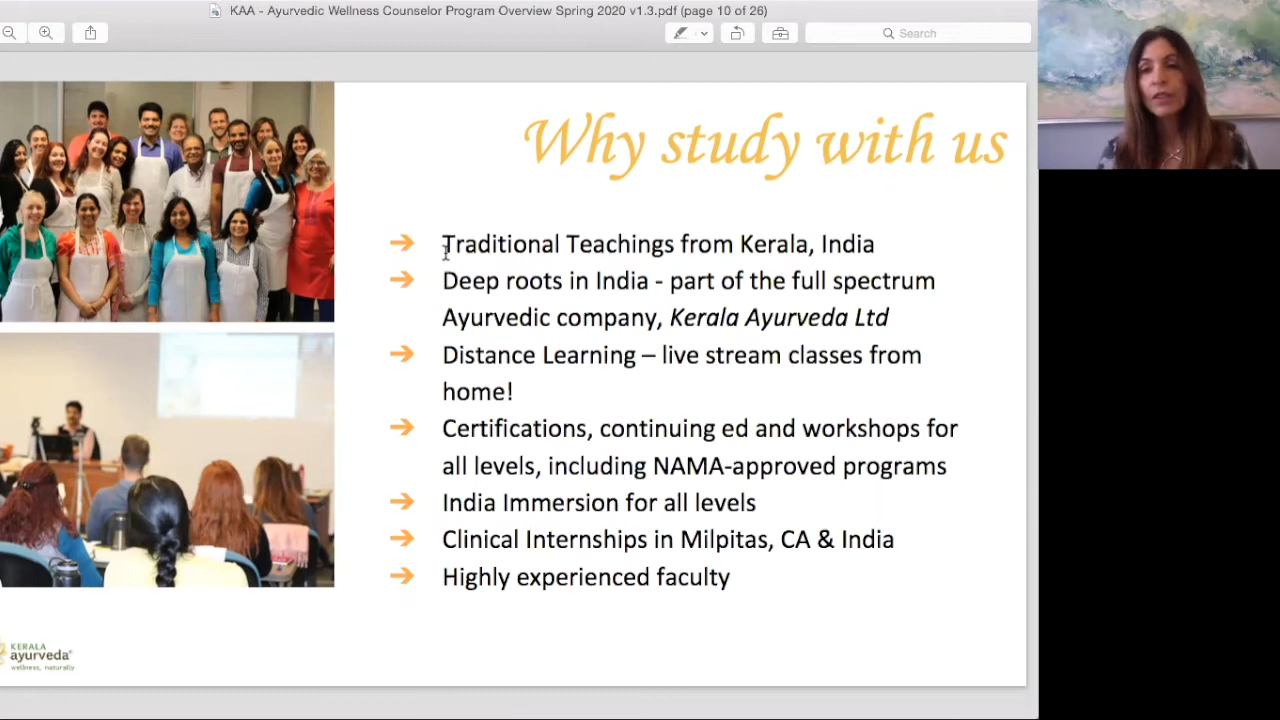 KAA - Ayurvedic Wellness Counselor Program Overview Spring 2020 v1.3.pdf (page 10 of 26)
Search
Why study with us
Traditional Teachings from Kerala, India
Deep roots in India - part of the full spectrum
Ayurvedic company, Kerala Ayurveda Ltd
Distance Learning – live stream classes from
home!
Certifications, continuing ed and workshops for
all levels, including NAMA-approved programs
India Immersion for all levels
Clinical Internships in Milpitas, CA & India
Highly experienced faculty
KERALA
ayurveda®
wellness, naturally